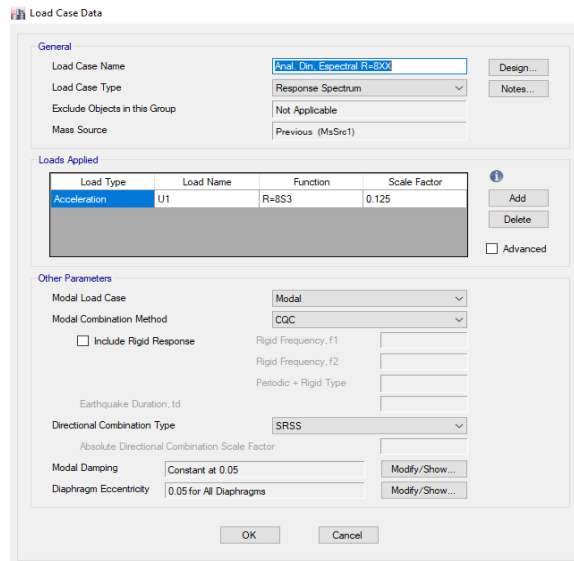 Load Case Data
General
Load Case Name Anal. Din, Espectral R=8XX Design...
Load Case Type Response Spectrum Notes...
Exclude Objects in this Group Not Applicable
Mass Source Previous (MsSrc1)
Loads Applied
Load Type Load Name Function Scale Factor
Acceleration U1 R=8S3 0.125 Add
Delete
Advanced
Other Parameters
Modal Load Case Modal
Modal Combination Method CQC
Include Rigid Response Rigid Frequency, f1
Rigid Frequency, f2
Periodic + Rigid Type
Earthquake Duration, td
Directional Combination Type SRSS
Absolute Directional Combination Scale Factor
Modal Damping Constant at 0.05 Modify/Show...
Diaphragm Eccentricity 0.05 for All Diaphragms Modify/Show...
OK Cancel